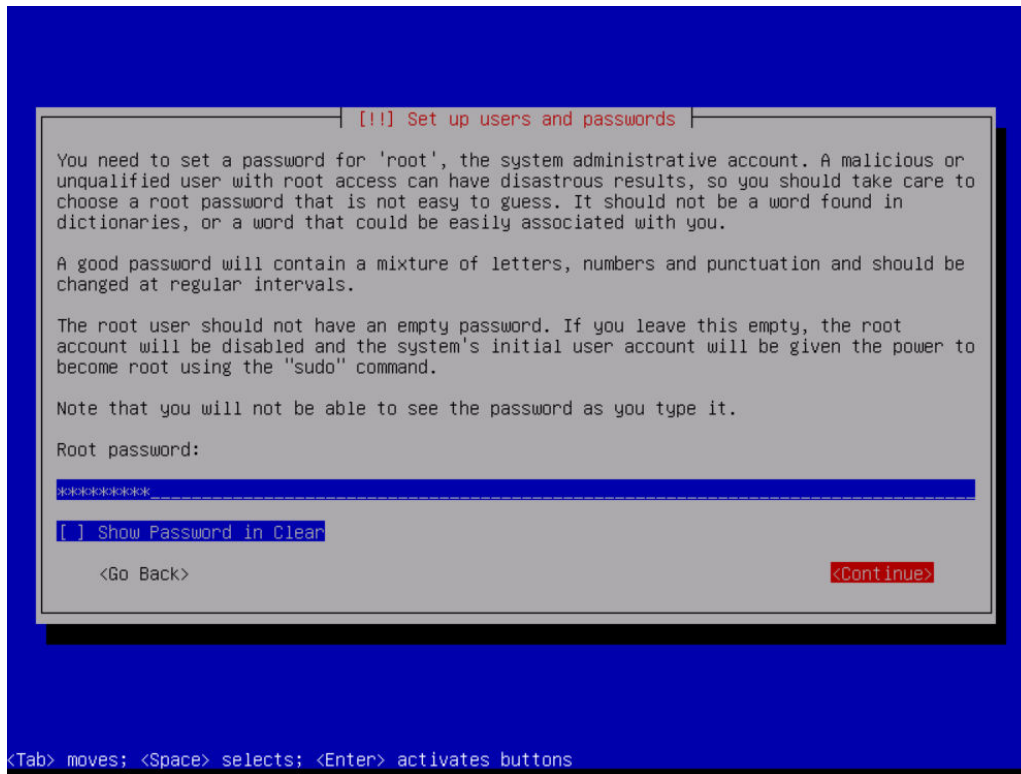 [!!] Set up users and passwords
You need to set a password for 'root', the system administrative account. A malicious or
unqualified user with root access can have disastrous results, so you should take care to
choose a root password that is not easy to guess. It should not be a word found in
dictionaries, or a word that could be easily associated with you.
A good password will contain a mixture of letters, numbers and punctuation and should be
changed at regular intervals.
The root user should not have an empty password. If you leave this empty, the root
account will be disabled and the system's initial user account will be given the power to
become root using the "sudo" command.
Note that you will not be able to see the password as you type it.
Root password:
*********
[ ] Show Password in Clear
<Go Back> <Continue>
<Tab> moves; <Space> selects; <Enter> activates buttons